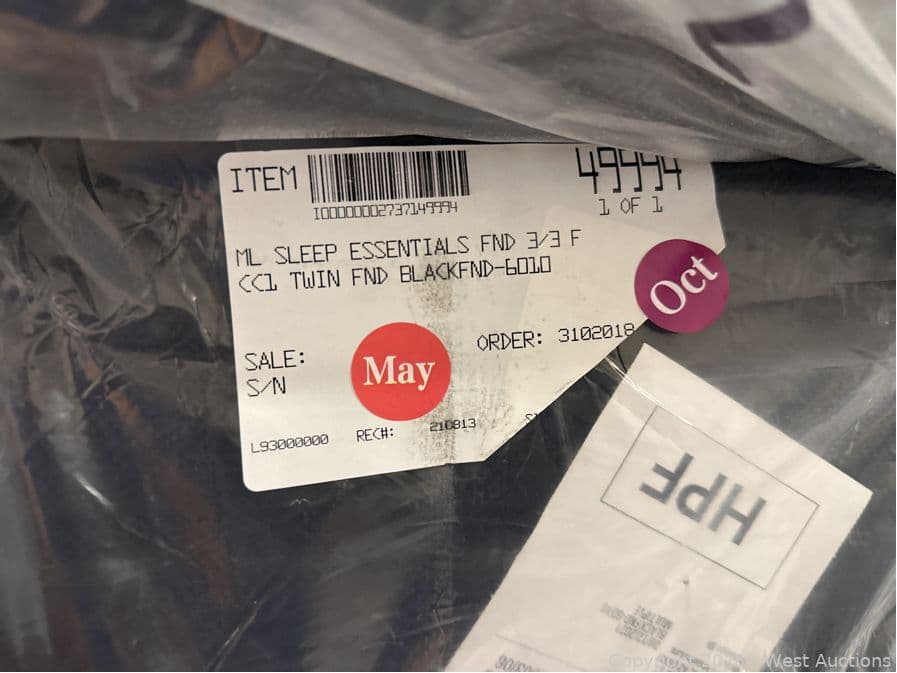 ITEM
49994
I00000002737149994
1 OF 1
ML SLEEP ESSENTIALS FND 3/3 F
CC1 TWIN FND BLACKFND-6010
Oct
SALE:
May
ORDER: 3102018
S/N
L93000000 REC#: 210813
HPF
MULTIPLE
West Auctions